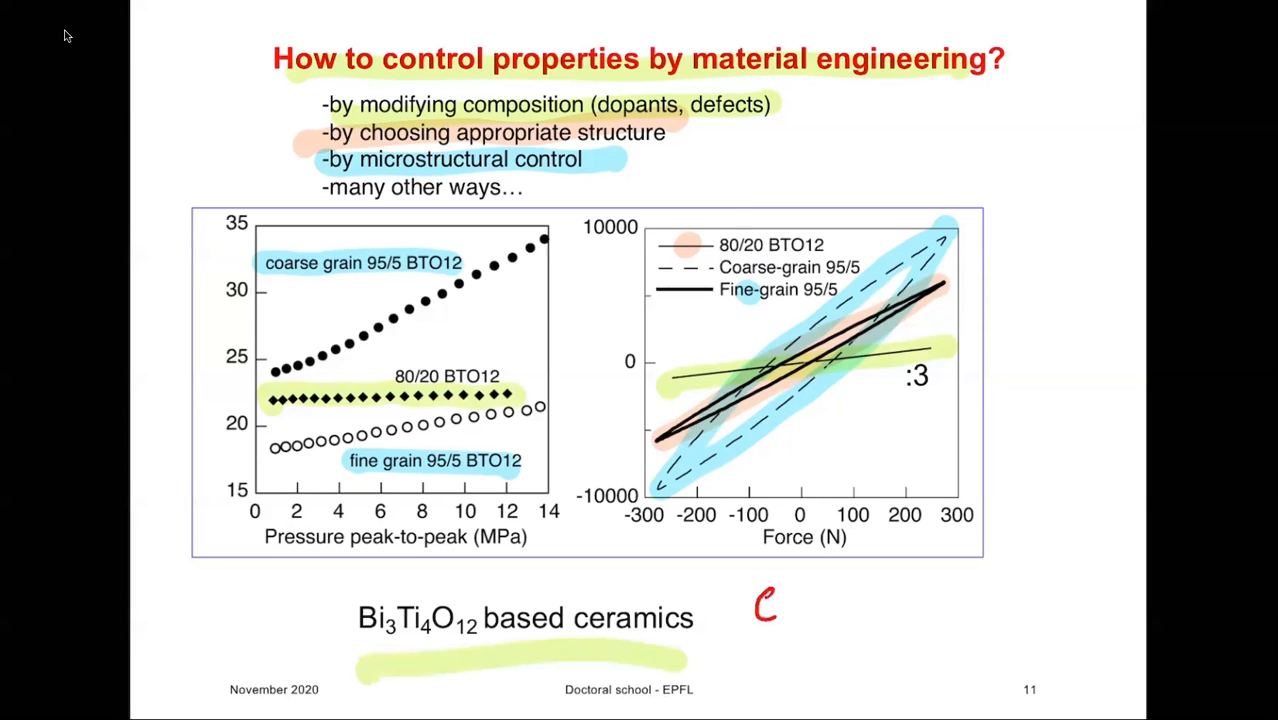 How to control properties by material engineering?
-by modifying composition (dopants, defects)
-by choosing appropriate structure
-by microstructural control
-many other ways…
35
30
25
20
15
coarse grain 95/5 BTO12
80/20 BTO12
fine grain 95/5 BTO12
0 2 4 6 8 10 12 14
Pressure peak-to-peak (MPa)
10000
0
-10000
80/20 BTO12
Coarse-grain 95/5
Fine-grain 95/5
:3
-300 -200 -100 0 100 200 300
Force (N)
Bi3Ti4O12 based ceramics
C
November 2020
Doctoral school - EPFL
11